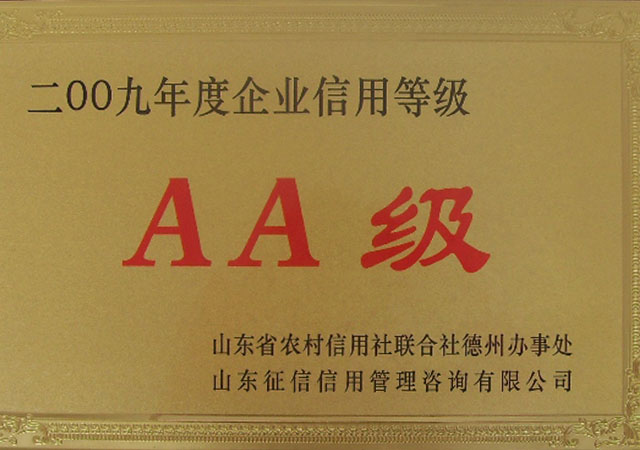 二00九年度企业信用等级
AA级
山东省农村信用社联合社德州办事处
山东征信信用管理咨询有限公司